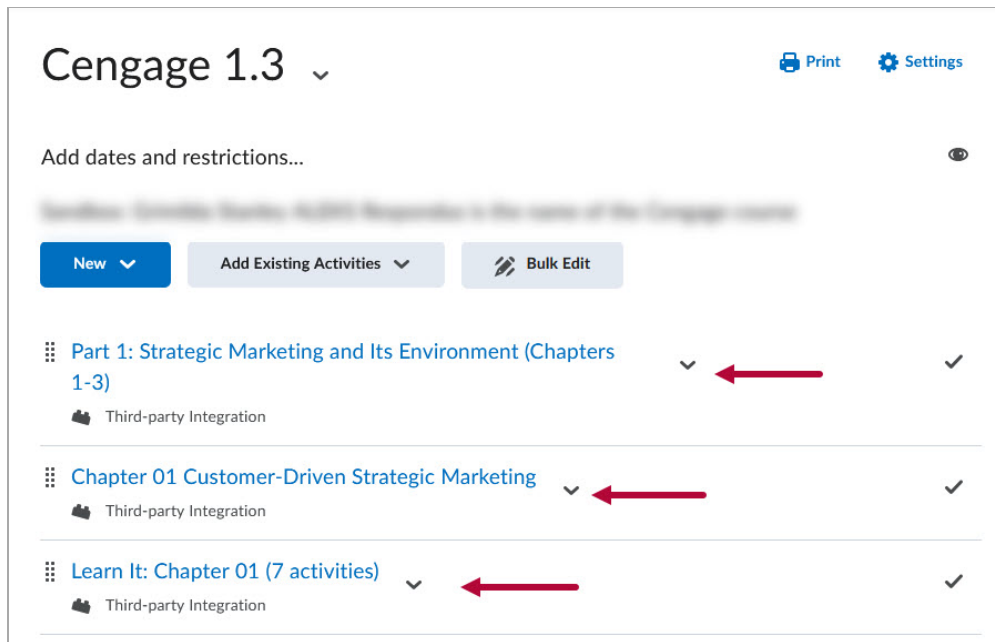 Cengage 1.3
Print
Settings
Add dates and restrictions...
New
Add Existing Activities
Bulk Edit
Part 1: Strategic Marketing and Its Environment (Chapters
1-3)
Third-party Integration
Chapter 01 Customer-Driven Strategic Marketing
Third-party Integration
Learn It: Chapter 01 (7 activities)
Third-party Integration